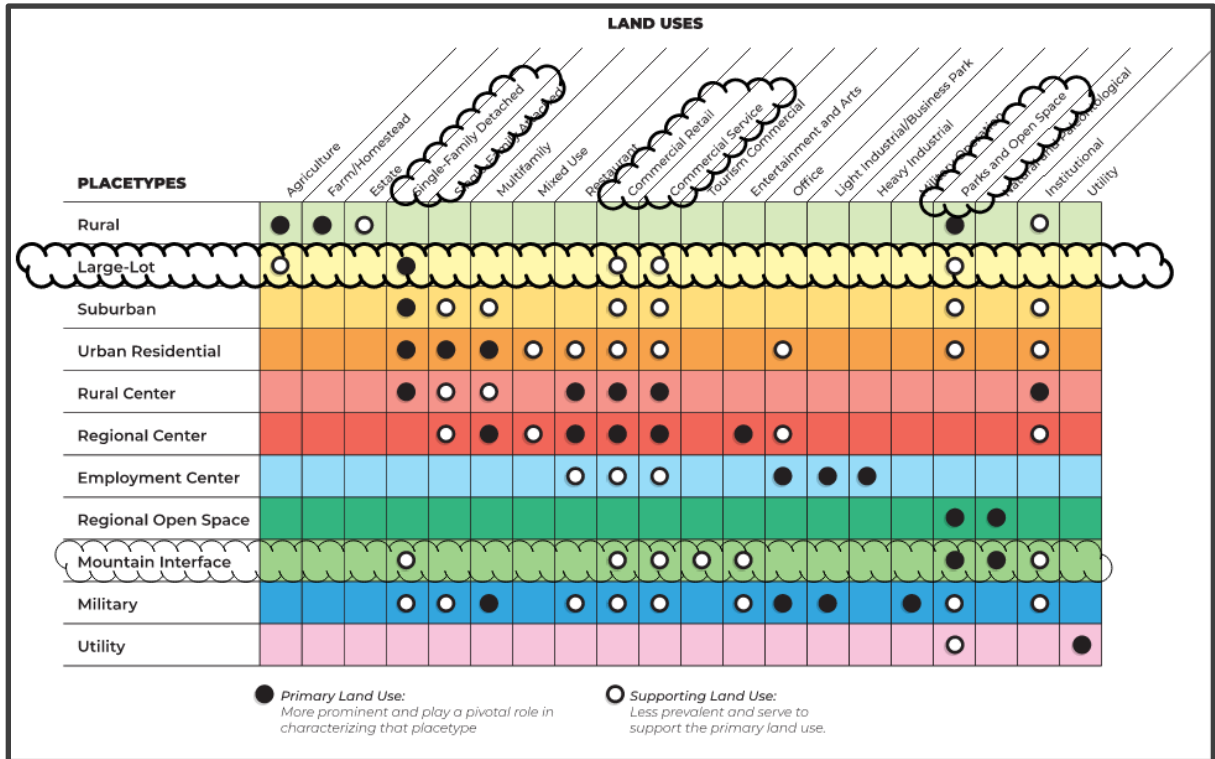 LAND USES
PLACETYPES
Agriculture
Farm/Homestead
Estate
Single-Family Detached
Multifamily
Mixed Use
Restaurant
Commercial Retail
Commercial Service
Tourism Commercial
Entertainment and Arts
Office
Light Industrial/Business Park
Heavy Industrial
Parks and Open Space
Institutional
Utility
Rural
Large-Lot
Suburban
Urban Residential
Rural Center
Regional Center
Employment Center
Regional Open Space
Mountain Interface
Military
Utility
Primary Land Use:
More prominent and play a pivotal role in
characterizing that placetype
Supporting Land Use:
Less prevalent and serve to
support the primary land use.